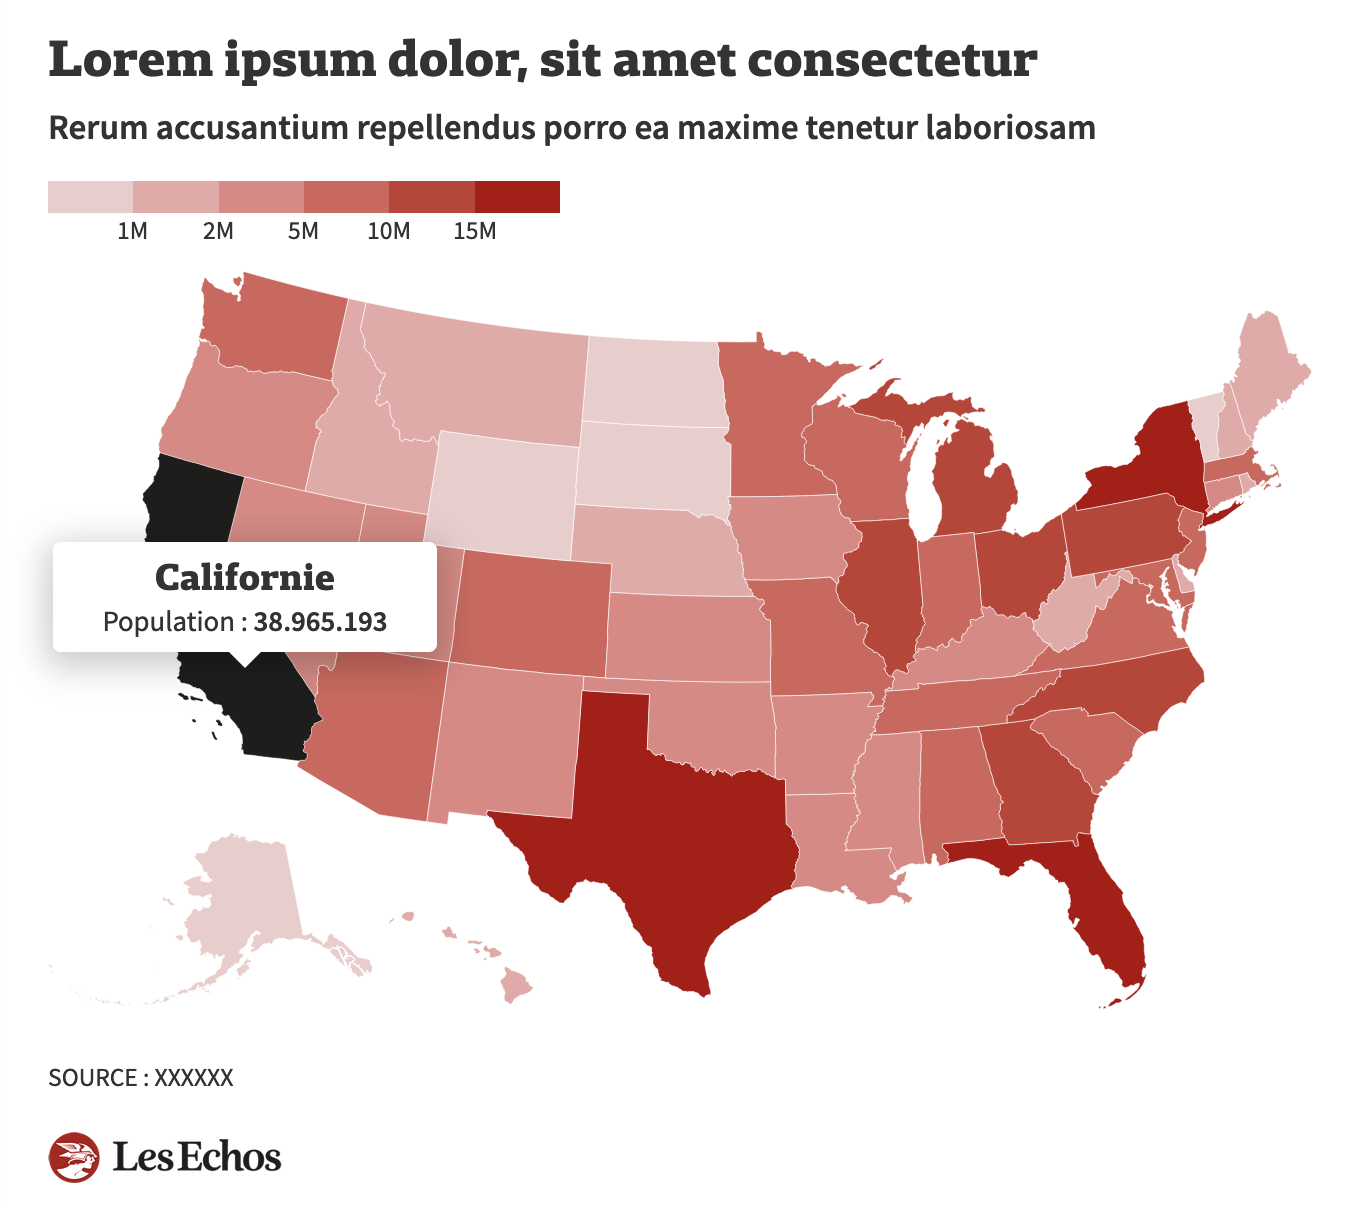 Lorem ipsum dolor, sit amet consectetur
Rerum accusantium repellendus porro ea maxime tenetur laboriosam
1M 2M 5M 10M 15M
Californie
Population : 38.965.193
SOURCE : XXXXXX
Les Echos